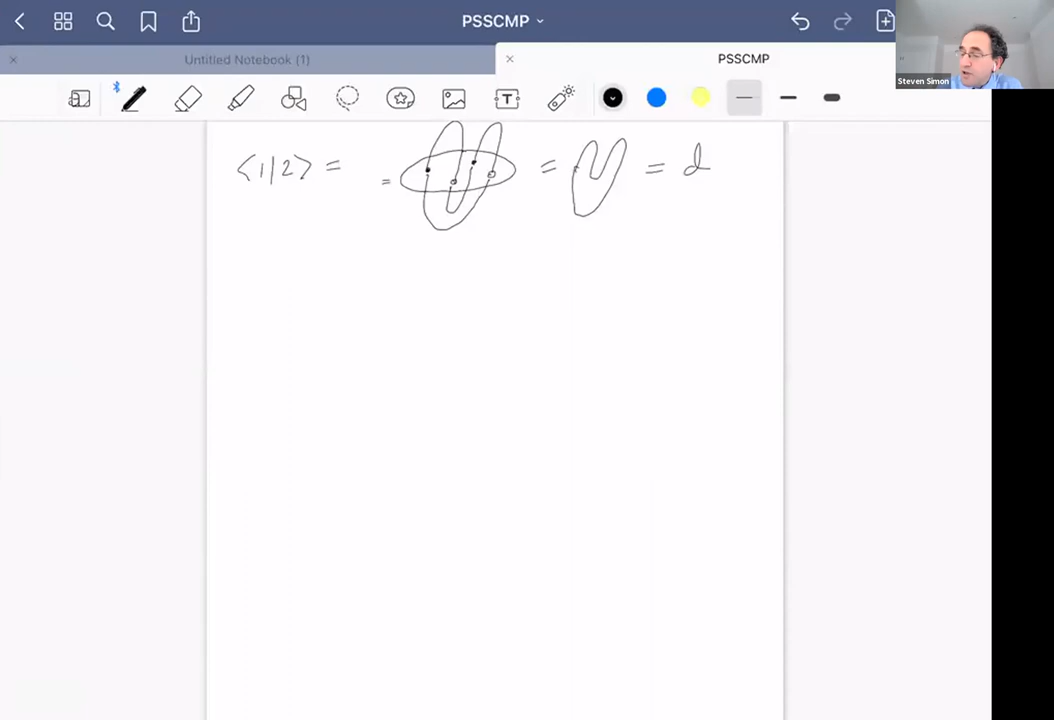 PSSCMP
Untitled Notebook (1)
PSSCMP
Steven Simon
⟨1|2⟩ = = = = d